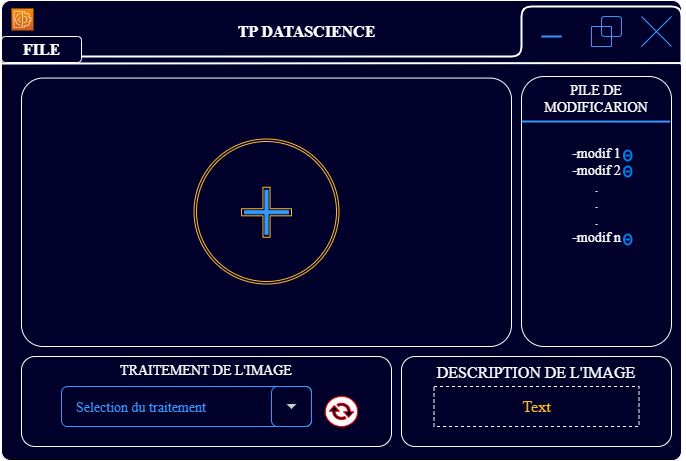 TP DATASCIENCE
FILE
PILE DE
MODIFICARION
-modif 1
-modif 2
.
.
.
-modif n
TRAITEMENT DE L'IMAGE
Selection du traitement
DESCRIPTION DE L'IMAGE
Text